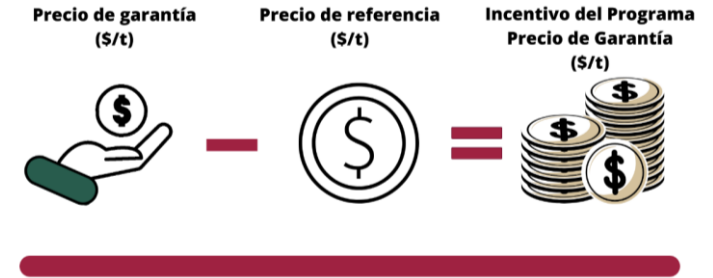 Precio de garantía
($/t)
Precio de referencia
($/t)
Incentivo del Programa
Precio de Garantía
($/t)
$
$
$
$
$